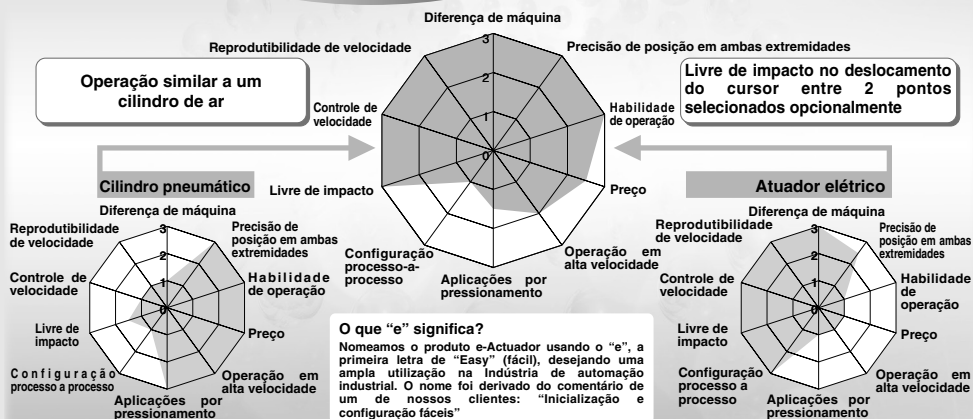 Diferença de máquina
Reprodutibilidade de velocidade
Precisão de posição em ambas extremidades
Operação similar a um
cilindro de ar
Livre de impacto no deslocamento
do cursor entre 2 pontos
selecionados opcionalmente
Controle de
velocidade
Habilidade
de operação
3
2
1
0
Livre de impacto
Preço
Configuração
processo-a-
processo
Aplicações por
pressionamento
Operação em
alta velocidade
Cilindro pneumático
Diferença de máquina
Reprodutibilidade
de velocidade
Precisão de
posição em ambas
extremidades
Controle de
velocidade
Habilidade
de operação
3
2
1
0
Livre de
impacto
Preço
Configuração
processo a processo
Aplicações por
pressionamento
Operação em
alta velocidade
O que “e” significa?
Nomeamos o produto e-Actuador usando o “e”, a
primeira letra de “Easy” (fácil), desejando uma
ampla utilização na Indústria de automação
industrial. O nome foi derivado do comentário de
um de nossos clientes: “Inicialização e
configuração fáceis”
Atuador elétrico
Diferença de máquina
Reprodutibilidade
de velocidade
Precisão de
posição em ambas
extremidades
Controle de
velocidade
Habilidade
de
operação
3
2
1
0
Livre de
impacto
Preço
Configuração
processo a
processo
Aplicações por
pressionamento
Operação em
alta velocidade